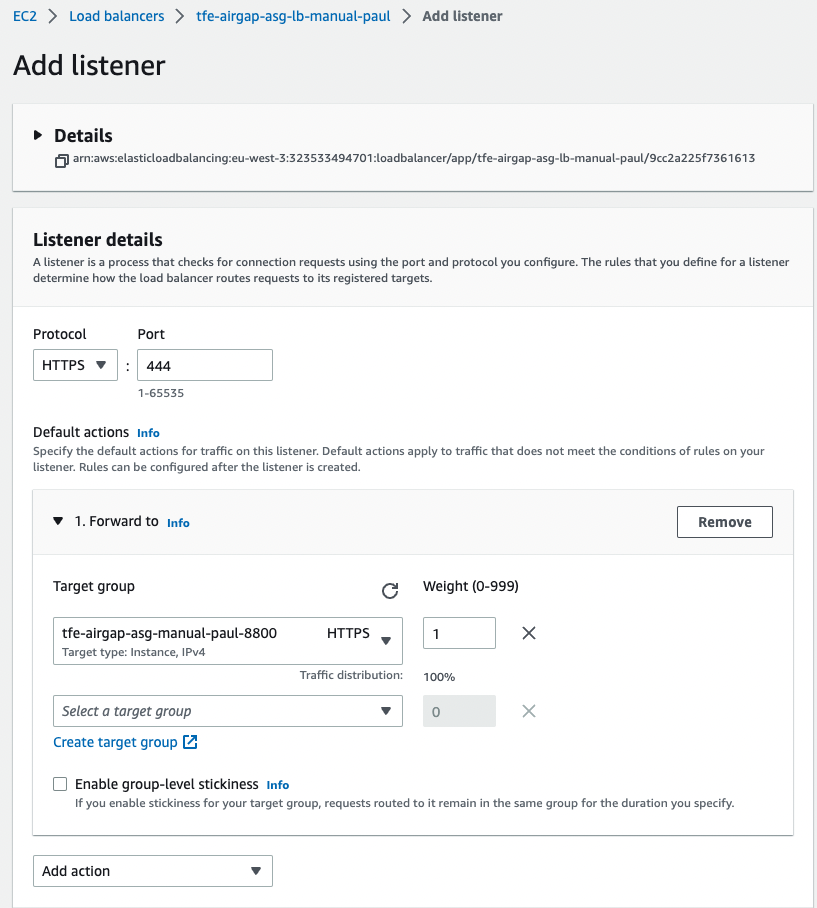 EC2 > Load balancers > tfe-airgap-asg-lb-manual-paul > Add listener
Add listener
Details
arn:aws:elasticloadbalancing:eu-west-3:323533494701:loadbalancer/app/tfe-airgap-asg-lb-manual-paul/9cc2a225f7361613
Listener details
A listener is a process that checks for connection requests using the port and protocol you configure. The rules that you define for a listener
determine how the load balancer routes requests to its registered targets.
Protocol Port
HTTPS : 444
1-65535
Default actions Info
Specify the default actions for traffic on this listener. Default actions apply to traffic that does not meet the conditions of rules on your
listener. Rules can be configured after the listener is created.
1. Forward to Info Remove
Target group Weight (0-999)
tfe-airgap-asg-manual-paul-8800 HTTPS 1
Target type: Instance, IPv4
Traffic distribution: 100%
Select a target group 0
Create target group
Enable group-level stickiness Info
If you enable stickiness for your target group, requests routed to it remain in the same group for the duration you specify.
Add action